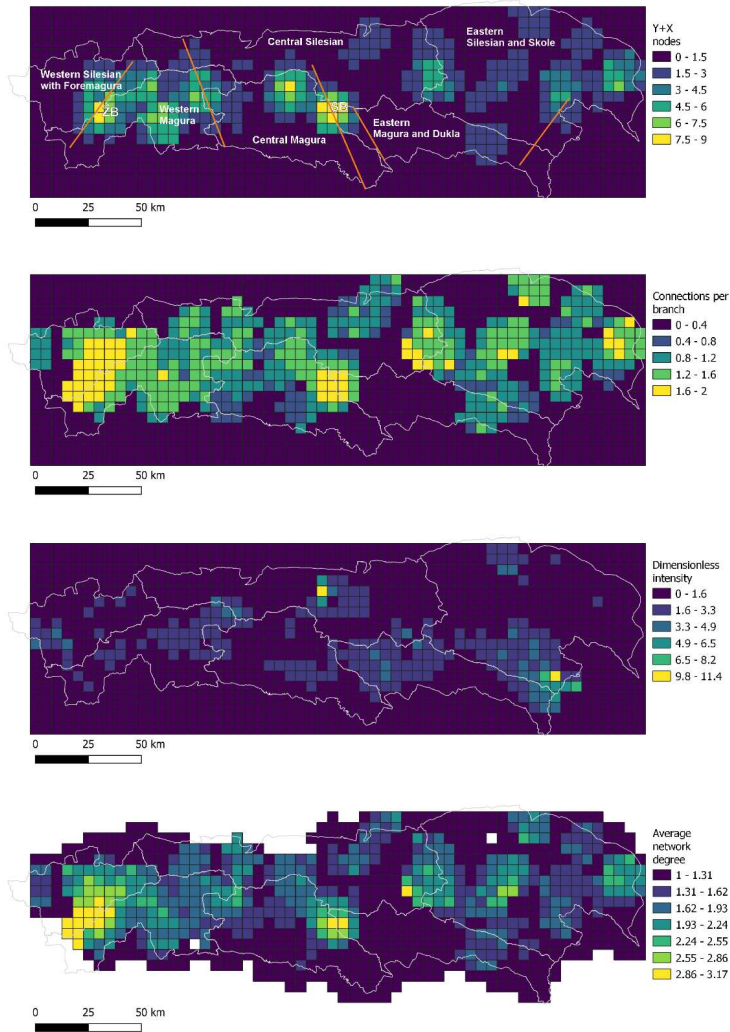 Y+X
nodes
0 - 1.5
1.5 - 3
3 - 4.5
4.5 - 6
6 - 7.5
7.5 - 9
Central Silesian
Eastern
Silesian and Skole
Western Silesian
with Foremagura
ZB
Western
Magura
SB
Central Magura
Eastern
Magura and Dukla
0 25 50 km
Connections per
branch
0 - 0.4
0.4 - 0.8
0.8 - 1.2
1.2 - 1.6
1.6 - 2
0 25 50 km
Dimensionless
intensity
0 - 1.6
1.6 - 3.3
3.3 - 4.9
4.9 - 6.5
6.5 - 8.2
9.8 - 11.4
0 25 50 km
Average
network
degree
1 - 1.31
1.31 - 1.62
1.62 - 1.93
1.93 - 2.24
2.24 - 2.55
2.55 - 2.86
2.86 - 3.17
0 25 50 km